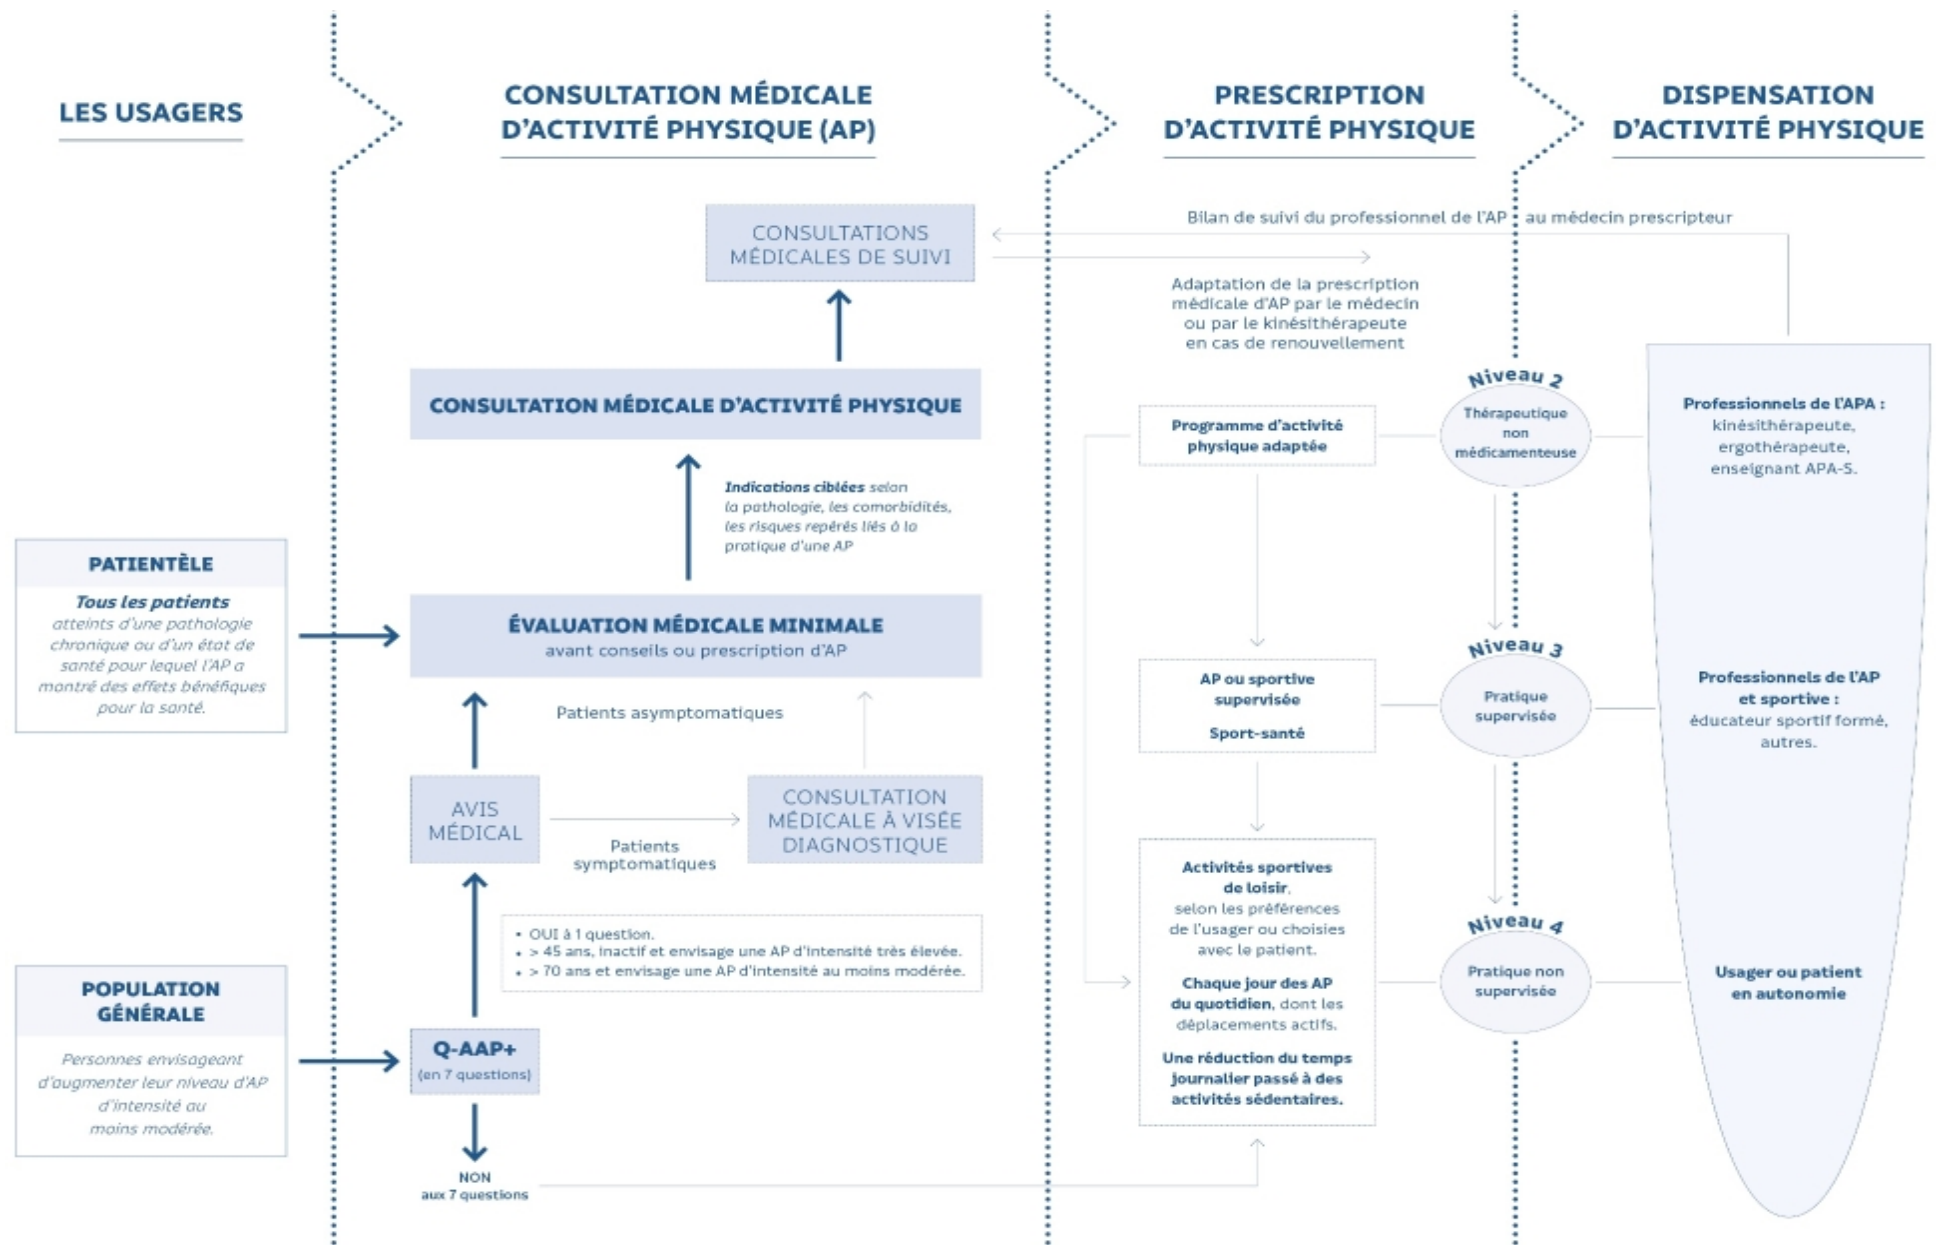 LES USAGERS
CONSULTATION MÉDICALE
D'ACTIVITÉ PHYSIQUE (AP)
PRESCRIPTION
D'ACTIVITÉ PHYSIQUE
DISPENSATION
D'ACTIVITÉ PHYSIQUE
PATIENTÈLE
Tous les patients
atteints d'une pathologie
chronique ou d'un état de
santé pour lequel l'AP a
montré des effets bénéfiques
pour la santé.
POPULATION
GÉNÉRALE
Personnes envisageant
d'augmenter leur niveau d'AP
d'intensité au
moins modérée.
CONSULTATIONS
MÉDICALES DE SUIVI
CONSULTATION MÉDICALE D'ACTIVITÉ PHYSIQUE
Indications ciblées selon
la pathologie, les comorbidités,
les risques repérés liés à la
pratique d'une AP
ÉVALUATION MÉDICALE MINIMALE
avant conseils ou prescription d'AP
Patients asymptomatiques
AVIS
MÉDICAL
Patients
symptomatiques
CONSULTATION
MÉDICALE À VISÉE
DIAGNOSTIQUE
• OUI à 1 question.
• > 45 ans, inactif et envisage une AP d'intensité très élevée.
• > 70 ans et envisage une AP d'intensité au moins modérée.
Q-AAP+
(en 7 questions)
NON
aux 7 questions
Bilan de suivi du professionnel de l'AP au médecin prescripteur
Adaptation de la prescription
médicale d'AP par le médecin
ou par le kinésithérapeute
en cas de renouvellement
Programme d'activité
physique adaptée
AP ou sportive
supervisée
Sport-santé
Activités sportives
de loisir,
selon les préférences
de l'usager ou choisies
avec le patient.
Chaque jour des AP
du quotidien, dont les
déplacements actifs.
Une réduction du temps
journalier passé à des
activités sédentaires.
Niveau 2
Thérapeutique
non
médicamenteuse
Niveau 3
Pratique
supervisée
Niveau 4
Pratique non
supervisée
Professionnels de l'APA :
kinésithérapeute,
ergothérapeute,
enseignant APA-S.
Professionnels de l'AP
et sportive :
éducateur sportif formé,
autres.
Usager ou patient
en autonomie